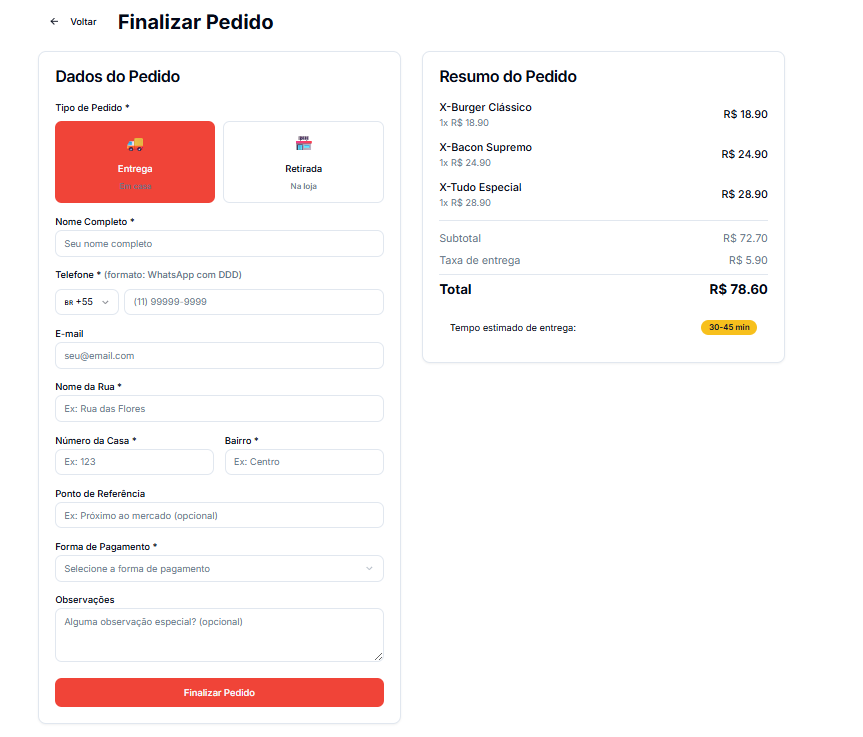 Voltar
Finalizar Pedido
Dados do Pedido
Tipo de Pedido *
Entrega
Retirada
Na loja
Nome Completo *
Seu nome completo
Telefone * (formato: WhatsApp com DDD)
BR +55
(11) 99999-9999
E-mail
seu@email.com
Nome da Rua *
Ex: Rua das Flores
Número da Casa *
Bairro *
Ex: 123
Ex: Centro
Ponto de Referência
Ex: Próximo ao mercado (opcional)
Forma de Pagamento *
Selecione a forma de pagamento
Observações
Alguma observação especial? (opcional)
Finalizar Pedido
Resumo do Pedido
X-Burger Clássico
1x R$ 18.90
R$ 18.90
X-Bacon Supremo
1x R$ 24.90
R$ 24.90
X-Tudo Especial
1x R$ 28.90
R$ 28.90
Subtotal
R$ 72.70
Taxa de entrega
R$ 5.90
Total
R$ 78.60
Tempo estimado de entrega:
30-45 min